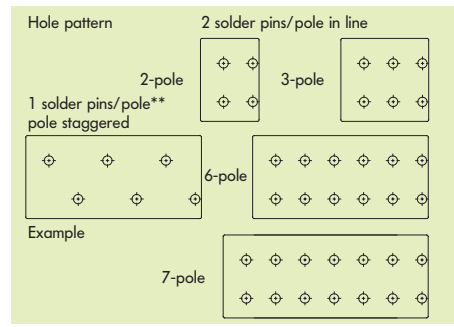 Hole pattern
2 solder pins/pole in line
2-pole
3-pole
1 solder pins/pole**
pole staggered
6-pole
Example
7-pole